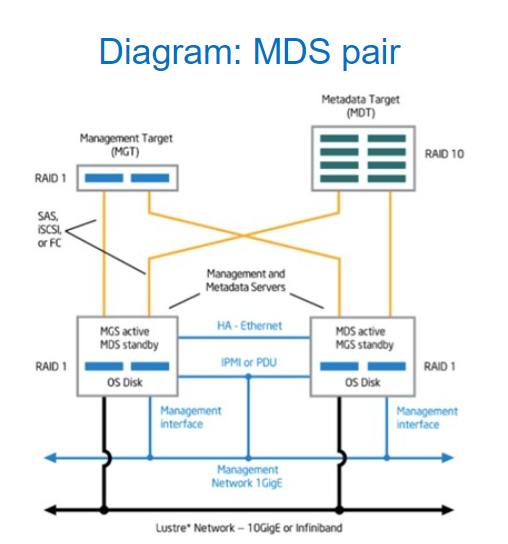 Diagram: MDS pair
Metadata Target
(MDT)
Management Target
(MGT)
RAID 10
RAID 1
SAS,
iSCSI,
or FC
Management and
Metadata Servers
MGS active
MDS standby
HA - Ethernet
MDS active
MGS standby
RAID 1
OS Disk
IPMI or PDU
OS Disk
RAID 1
Management
interface
Management
interface
Management
Network 1GigE
Lustre* Network – 10GigE or Infiniband